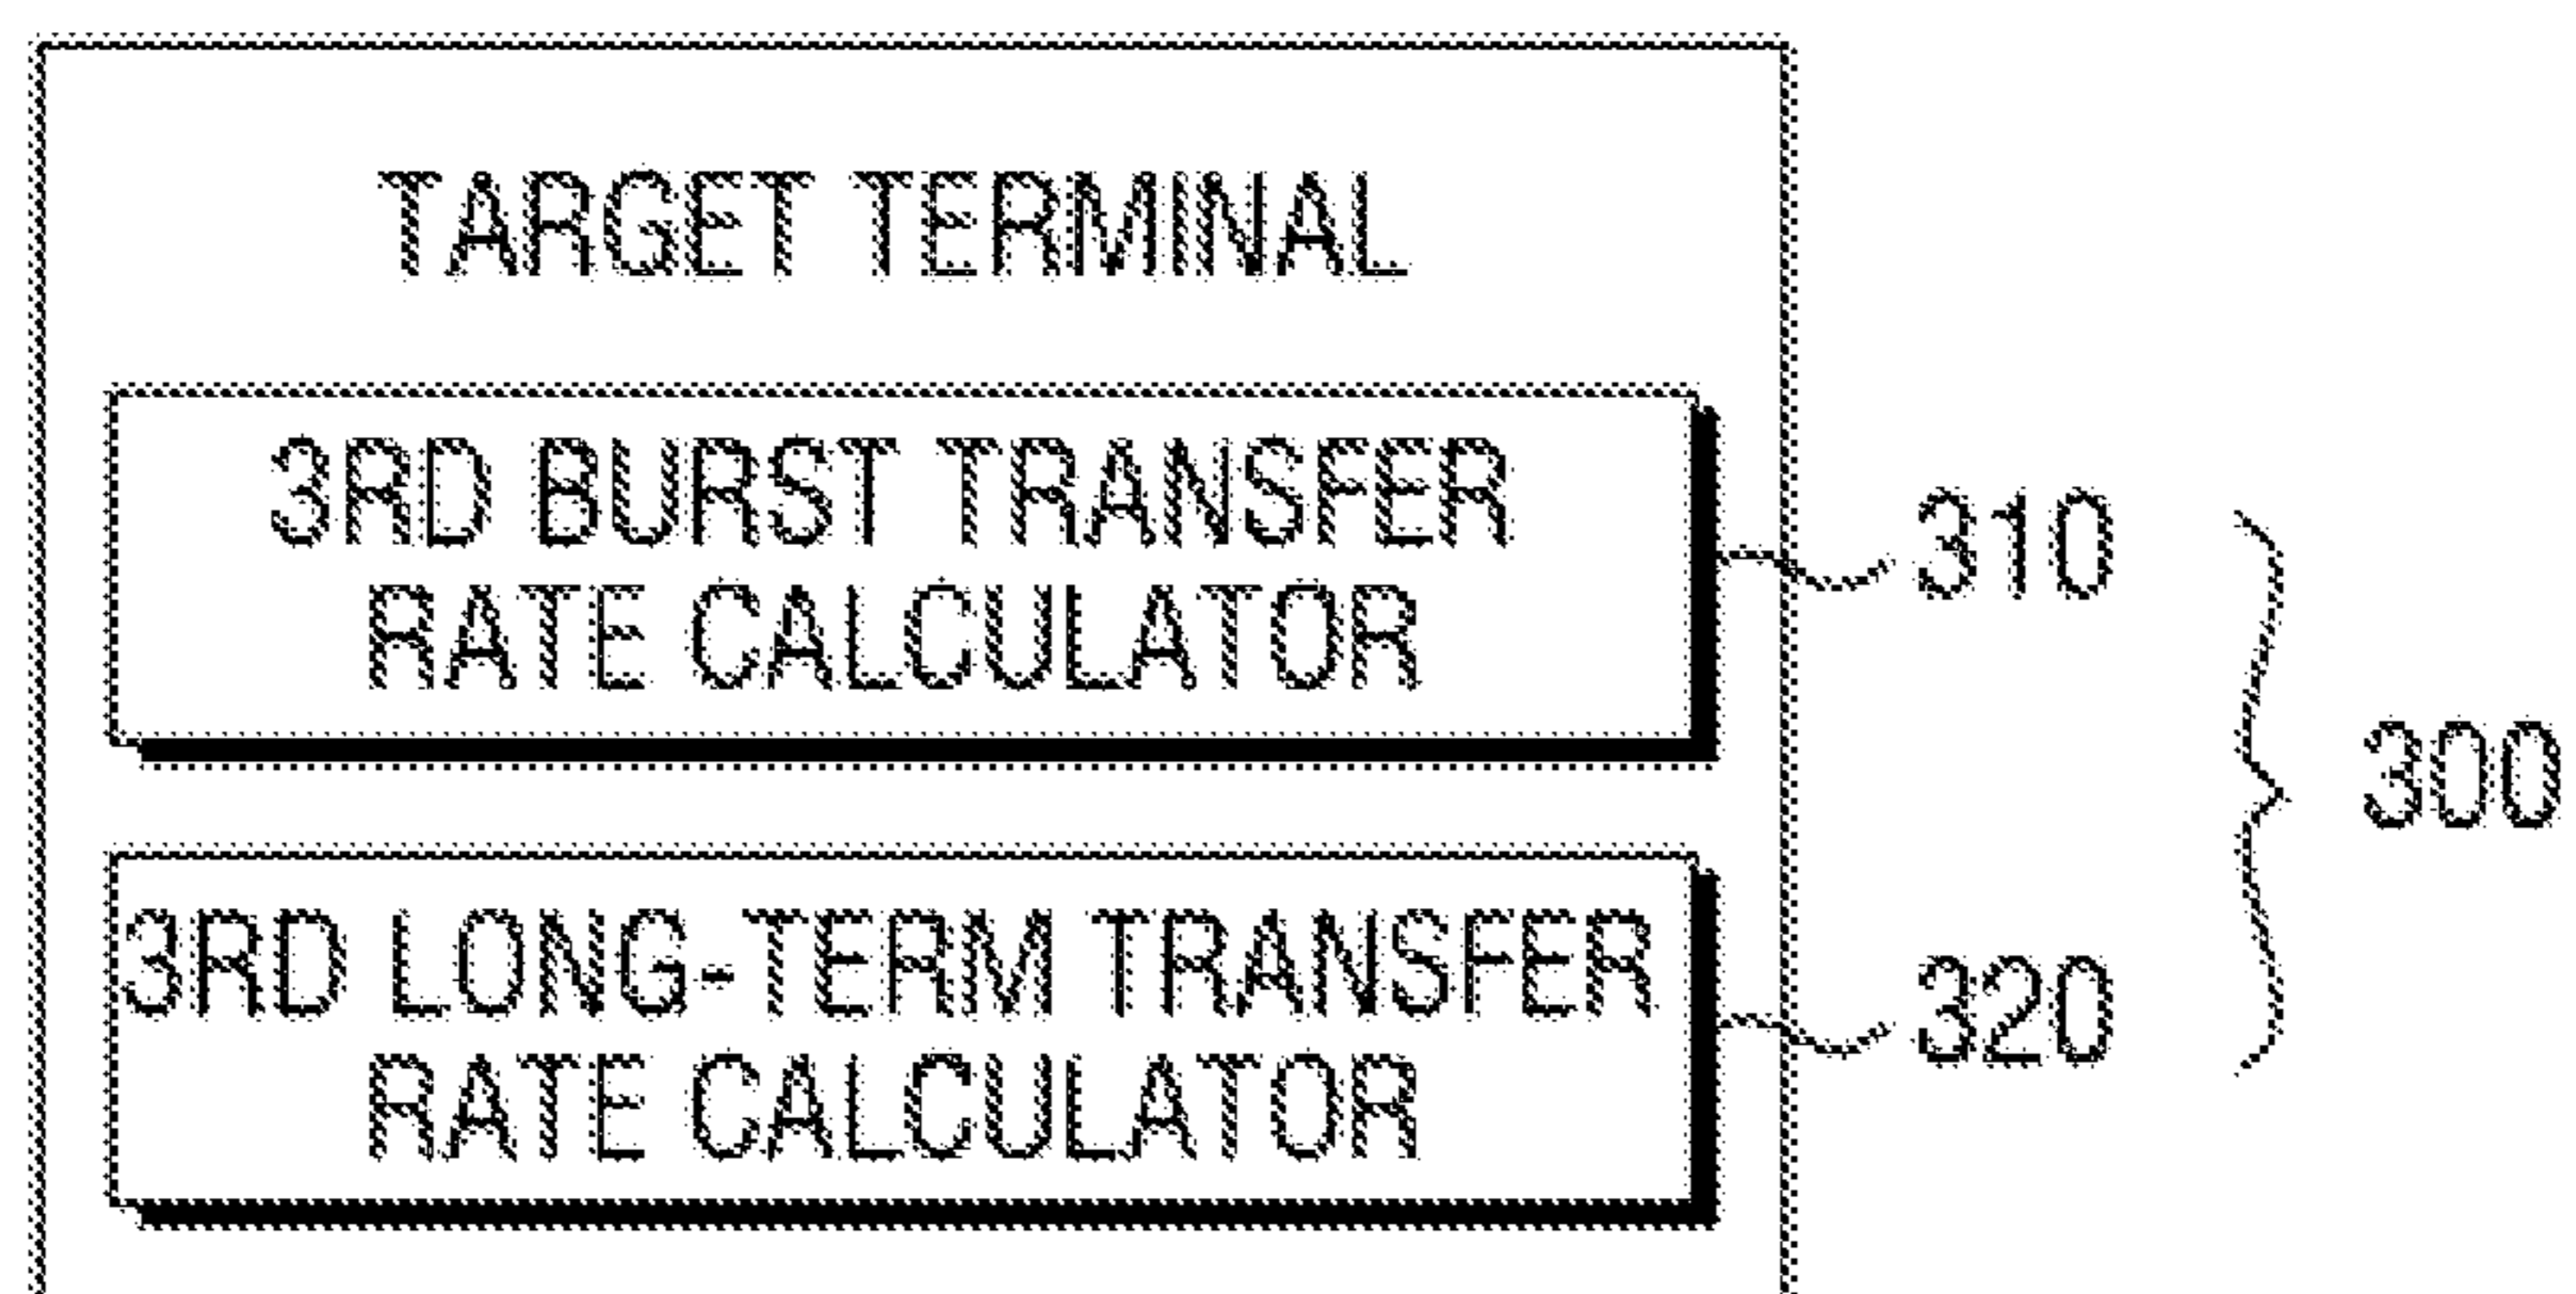 TARGET TERMINAL
3RD BURST TRANSFER
RATE CALCULATOR
310
300
3RD LONG-TERM TRANSFER
RATE CALCULATOR
320